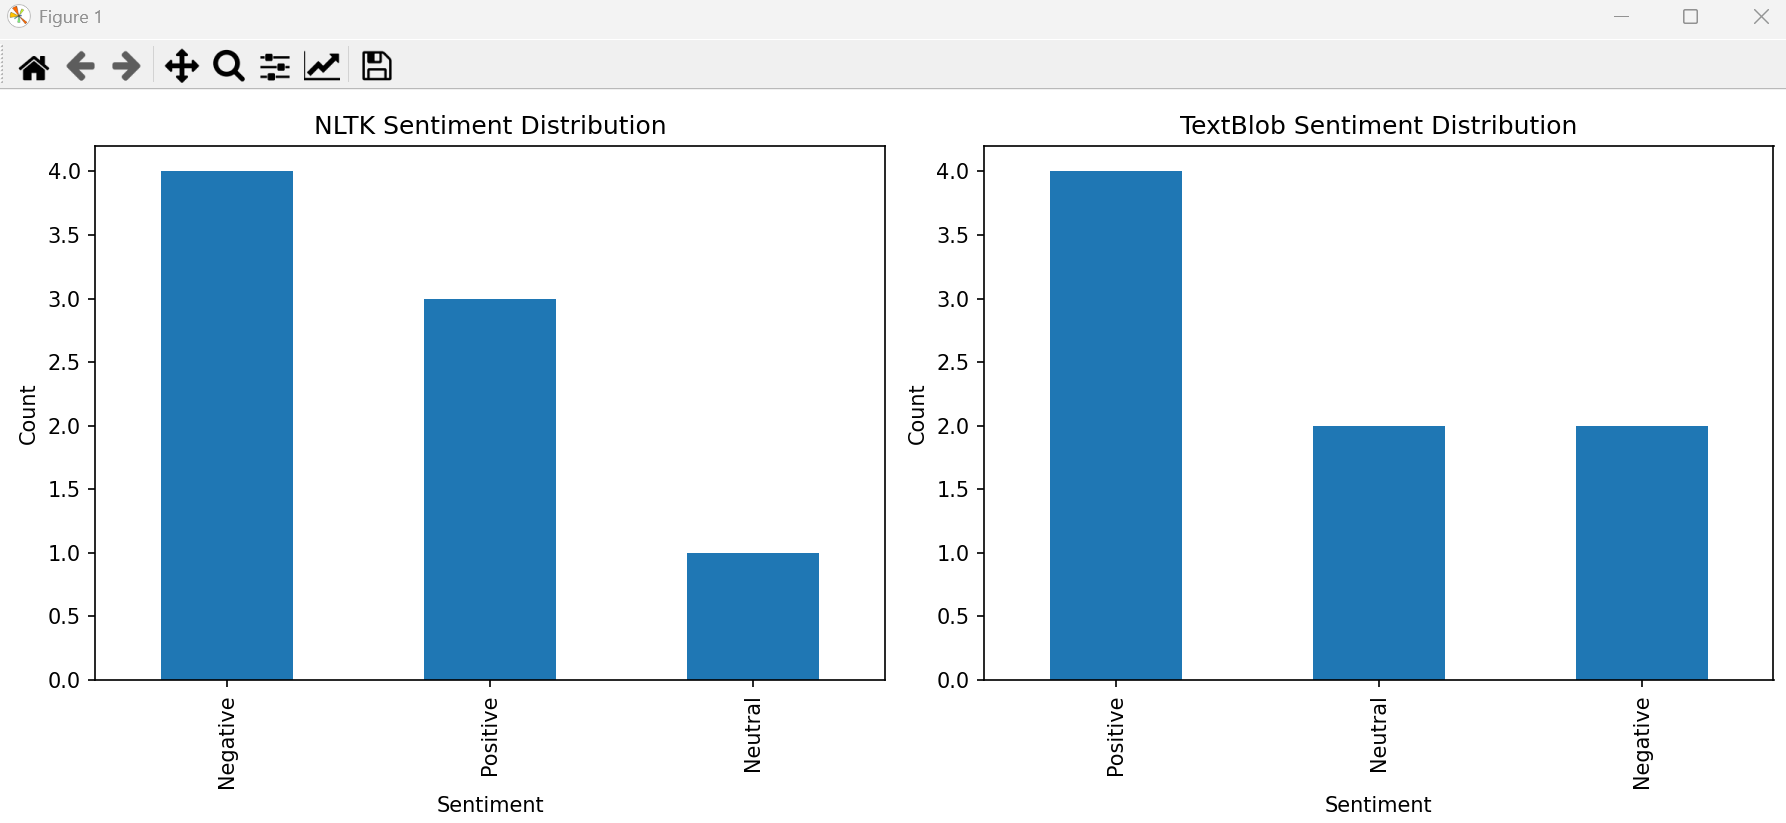 Figure 1
NLTK Sentiment Distribution
4.0
3.5
3.0
2.5
2.0
1.5
1.0
0.5
0.0
Count
Negative
Positive
Neutral
Sentiment
TextBlob Sentiment Distribution
4.0
3.5
3.0
2.5
2.0
1.5
1.0
0.5
0.0
Count
Positive
Neutral
Negative
Sentiment